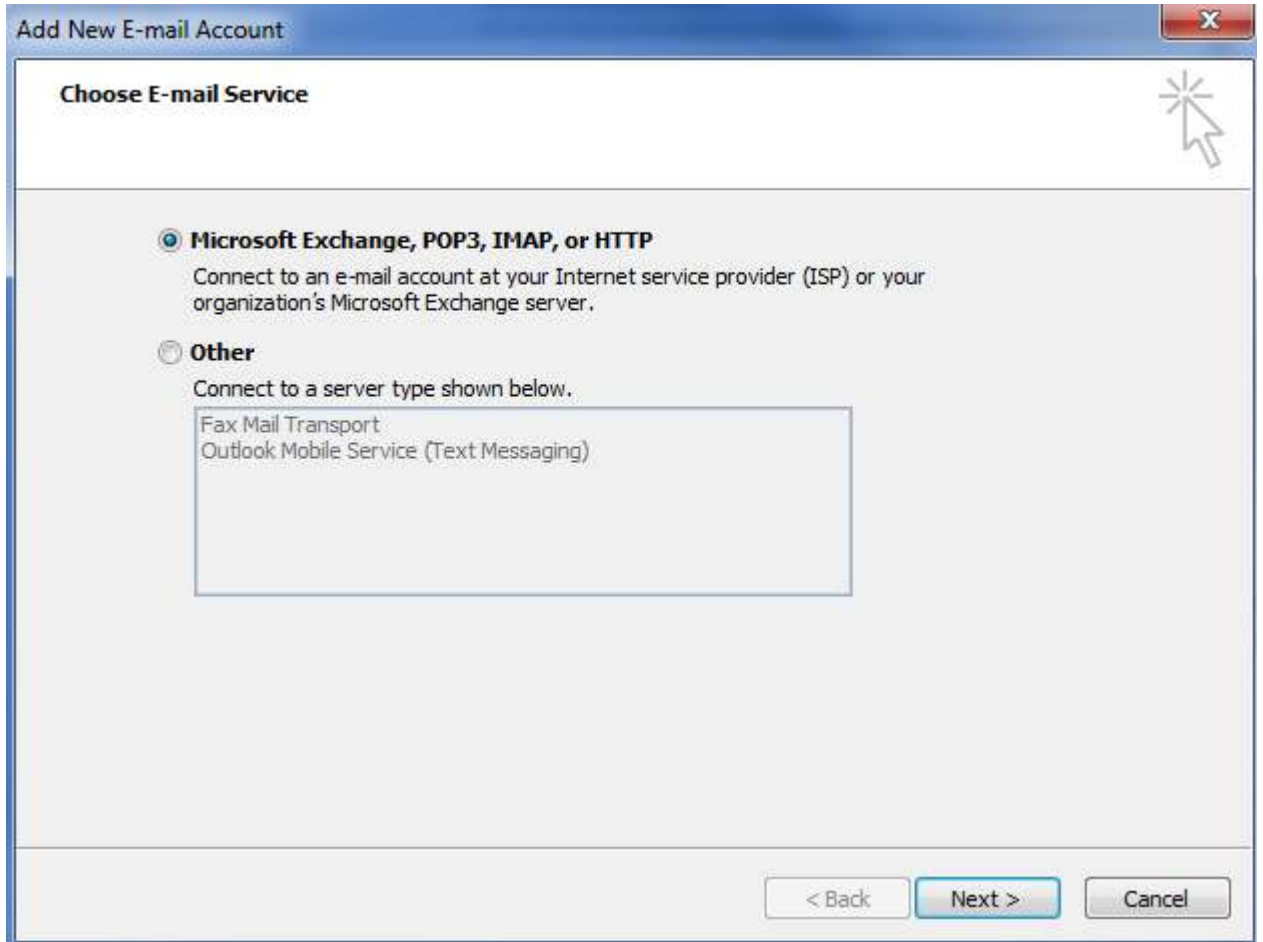 Add New E-mail Account
Choose E-mail Service
Microsoft Exchange, POP3, IMAP, or HTTP
Connect to an e-mail account at your Internet service provider (ISP) or your
organization's Microsoft Exchange server.
Other
Connect to a server type shown below.
Fax Mail Transport
Outlook Mobile Service (Text Messaging)
< Back Next > Cancel